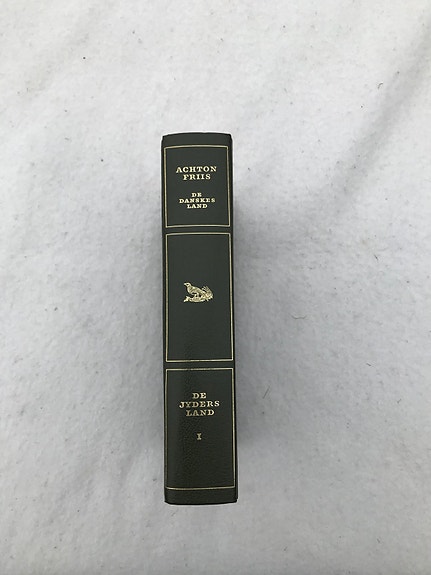 ACHTON
FRIIS
DE
DANSKES
LAND
DE
JYDERS
LAND
I